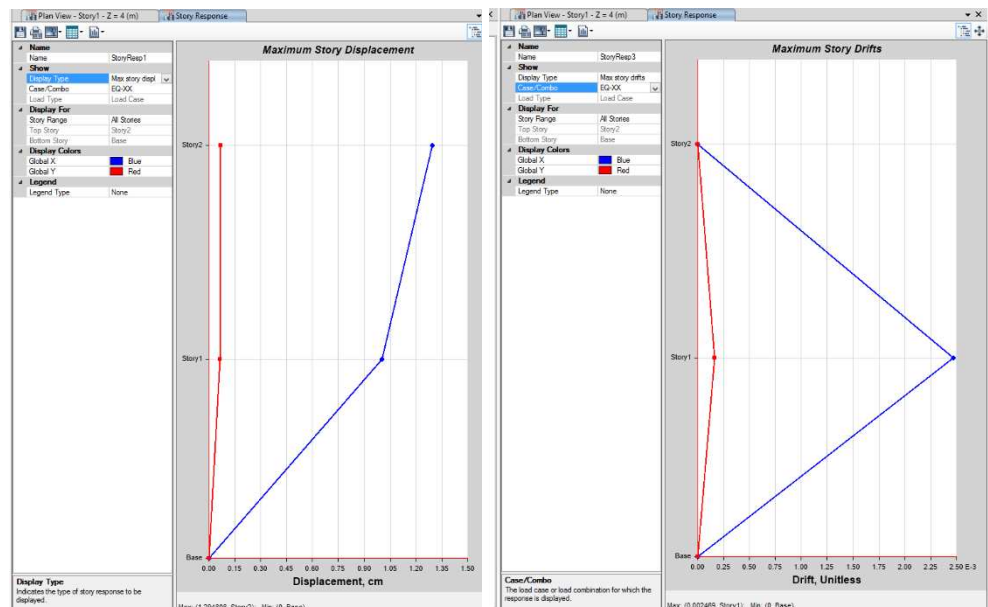 Plan View - Story1 - Z = 4 (m)
Story Response
Name
Name StoryResp1
Show
Display Type Max story displ
Case/Combo EQ-XX
Load Type Load Case
Display For
Story Range All Stories
Top Story Story2
Bottom Story Base
Display Colors
Global X Blue
Global Y Red
Legend
Legend Type None
Display Type
Indicates the type of story response to be
displayed.
Maximum Story Displacement
Story2
Story1
Base
0.00 0.15 0.30 0.45 0.60 0.75 0.90 1.05 1.20 1.35 1.50
Displacement, cm
Story2); Min: (0, Base)
Plan View - Story1 - Z = 4 (m)
Story Response
Name
Name StoryResp3
Show
Display Type Max story drifts
Case/Combo EQ-XX
Load Type Load Case
Display For
Story Range All Stories
Top Story Story2
Bottom Story Base
Display Colors
Global X Blue
Global Y Red
Legend
Legend Type None
Case/Combo
The load case or load combination for which the
response is displayed.
Maximum Story Drifts
Story2
Story1
Base
0.00 0.25 0.50 0.75 1.00 1.25 1.50 1.75 2.00 2.25 2.50 E-3
Drift, Unitless
Max: (0.002469, Story1); Min: (0, Base)